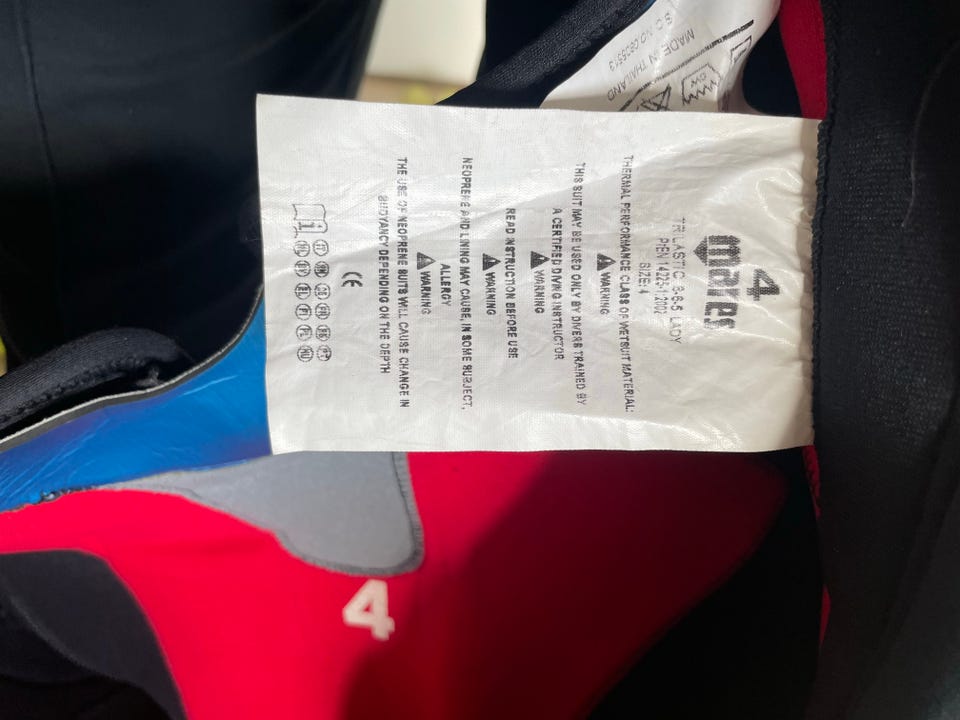 4
mares
TRILASTIC 8-6-5 LADY
PrEN 14225-1:2002
SIZE: 4
THERMAL PERFORMANCE CLASS OF WETSUIT MATERIAL:
WARNING
THIS SUIT MAY BE USED ONLY BY DIVERS TRAINED BY
A CERTIFIED DIVING INSTRUCTOR
WARNING
READ INSTRUCTION BEFORE USE
WARNING
NEOPRENE AND LINING MAY CAUSE, IN SOME SUBJECT,
ALLERGY
WARNING
THE USE OF NEOPRENE SUITS WILL CAUSE CHANGE IN
BUOYANCY DEPENDING ON THE DEPTH
CE
4
MADE IN THAILAND